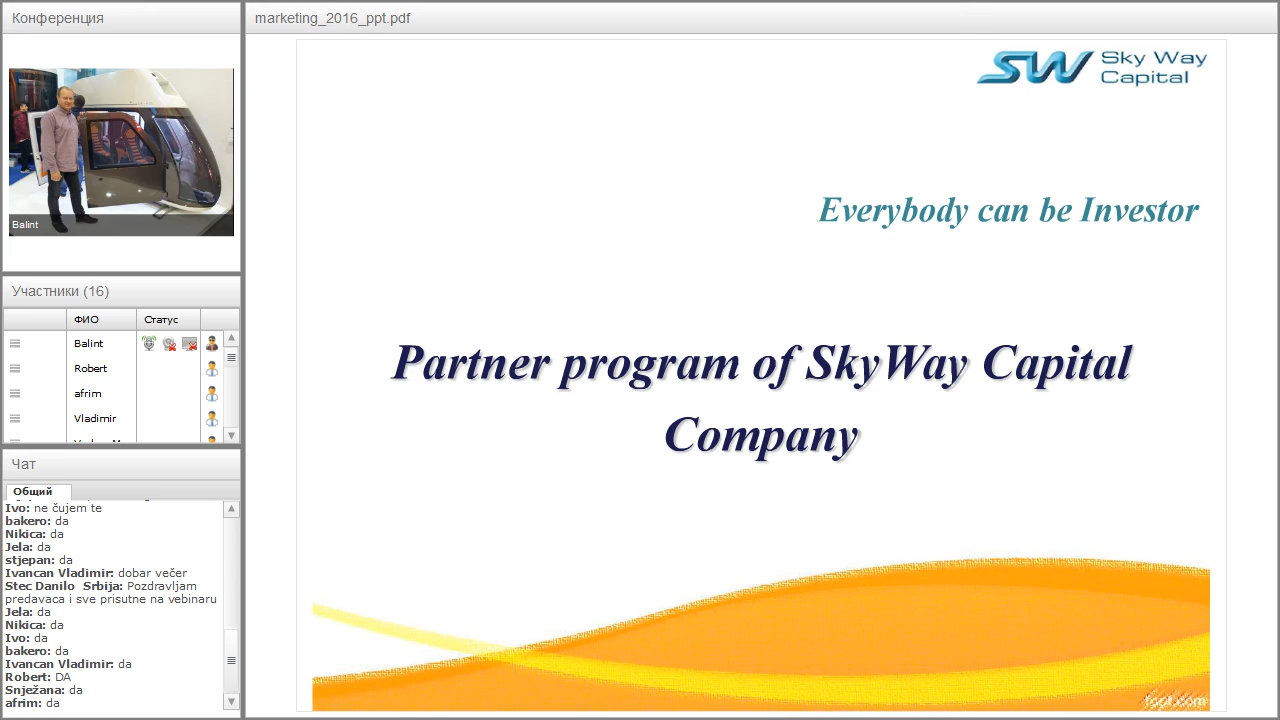 Конференция
Balint
Участники (16)
ФИО Статус
Balint
Robert
afrim
Vladimir
Чат
Общий
Ivo: ne čujem te
bakero: da
Nikica: da
Jela: da
stjepan: da
Ivancan Vladimir: dobar večer
Stec Danilo Srbija: Pozdravljam
predavaca i sve prisutne na vebinaru
Jela: da
Nikica: da
Ivo: da
bakero: da
Ivancan Vladimir: da
Robert: DA
Snježana: da
afrim: da
marketing_2016_ppt.pdf
SW Sky Way
Capital
Everybody can be Investor
Partner program of SkyWay Capital
Company
fppt.com